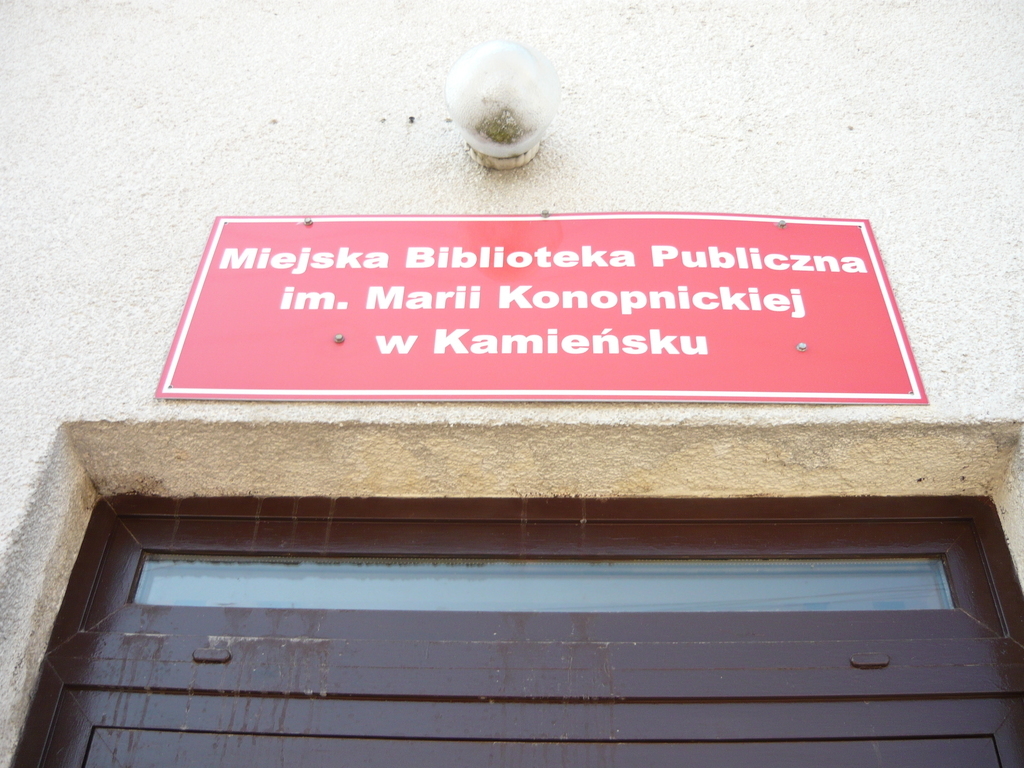 Miejska Biblioteka Publiczna
im. Marii Konopnickiej
w Kamieńsku